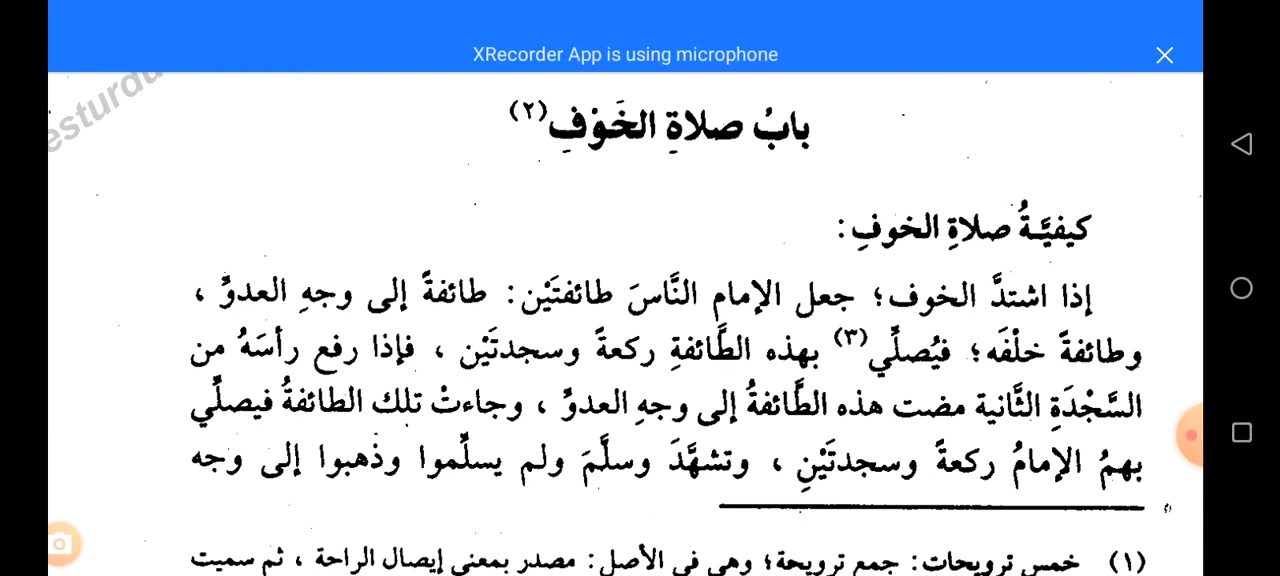 XRecorder App is using microphone
esturdu
بابُ صلاةِ الخَوْفِ (٢)
كيفيَّةُ صلاةِ الخوفِ :
إذا اشتدَّ الخوف؛ جعل الإمام النَّاسَ طائفتَيْن: طائفةً إلى وجهِ العدوِّ ،
وطائفةً خلْفَه؛ فيُصلِّي (٣) بهذه الطَّائفةِ ركعةً وسجدتَيْن ، فإذا رفع رأسَهُ من
السَّجْدَةِ الثَّانية مضت هذه الطَّائفةُ إلى وجهِ العدوِّ ، وجاءتْ تلك الطائفةُ فيصلِّي
بهمُ الإمامُ ركعةً وسجدتَيْنِ ، وتشهَّدَ وسلَّمَ ولم يسلِّموا وذهبوا إلى وجه
(١) خمس ترويحات: جمع ترويحة؛ وهي في الأصل: مصدر بمعنى إيصال الراحة ، ثم سميت